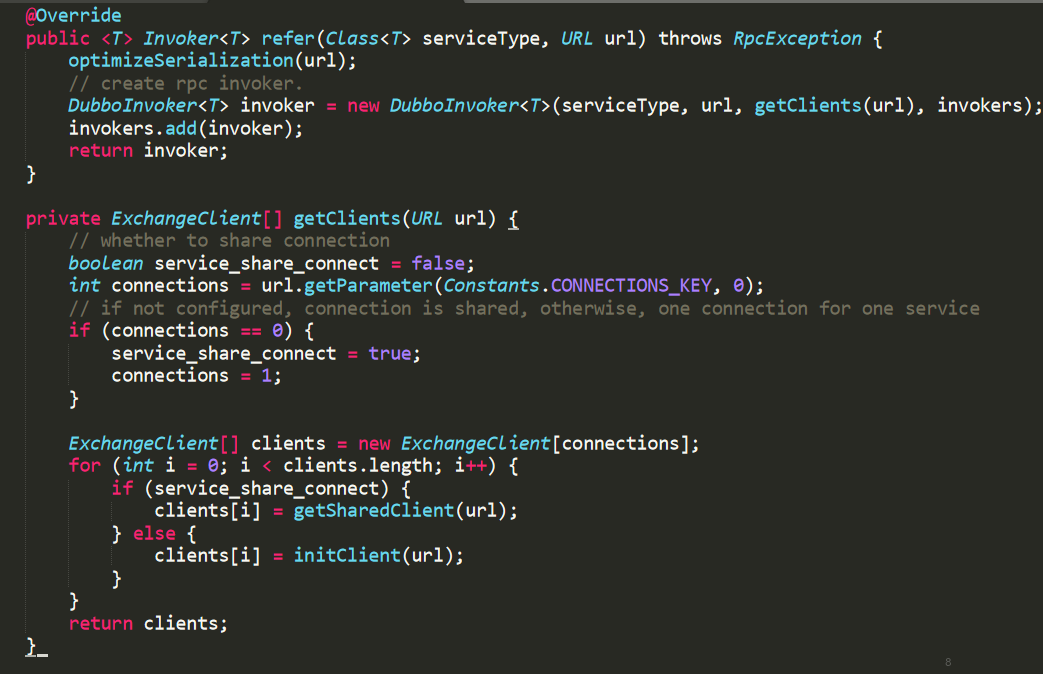 @Override
public <T> Invoker<T> refer(Class<T> serviceType, URL url) throws RpcException {
    optimizeSerialization(url);
    // create rpc invoker.
    DubboInvoker<T> invoker = new DubboInvoker<T>(serviceType, url, getClients(url), invokers);
    invokers.add(invoker);
    return invoker;
}

private ExchangeClient[] getClients(URL url) {
    // whether to share connection
    boolean service_share_connect = false;
    int connections = url.getParameter(Constants.CONNECTIONS_KEY, 0);
    // if not configured, connection is shared, otherwise, one connection for one service
    if (connections == 0) {
        service_share_connect = true;
        connections = 1;
    }

    ExchangeClient[] clients = new ExchangeClient[connections];
    for (int i = 0; i < clients.length; i++) {
        if (service_share_connect) {
            clients[i] = getSharedClient(url);
        } else {
            clients[i] = initClient(url);
        }
    }
    return clients;
}
8